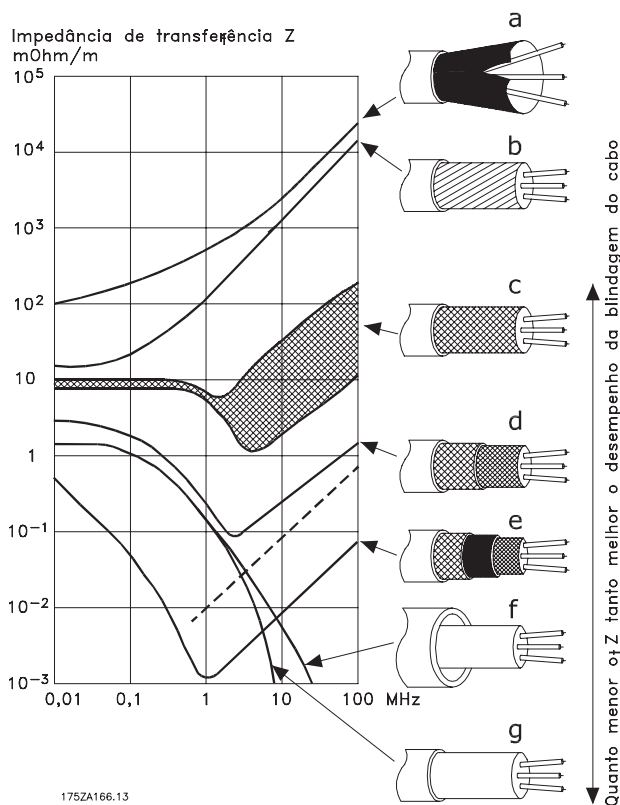 Impedância de transferência Z
mOhm/m
10⁵
10⁴
10³
10²
10
1
10⁻¹
10⁻²
10⁻³
0,01 0,1 1 10 100 MHz
a
b
c
d
e
f
g
Quanto menor o Z tanto melhor o desempenho da blindagem do cabo
175ZA166.13